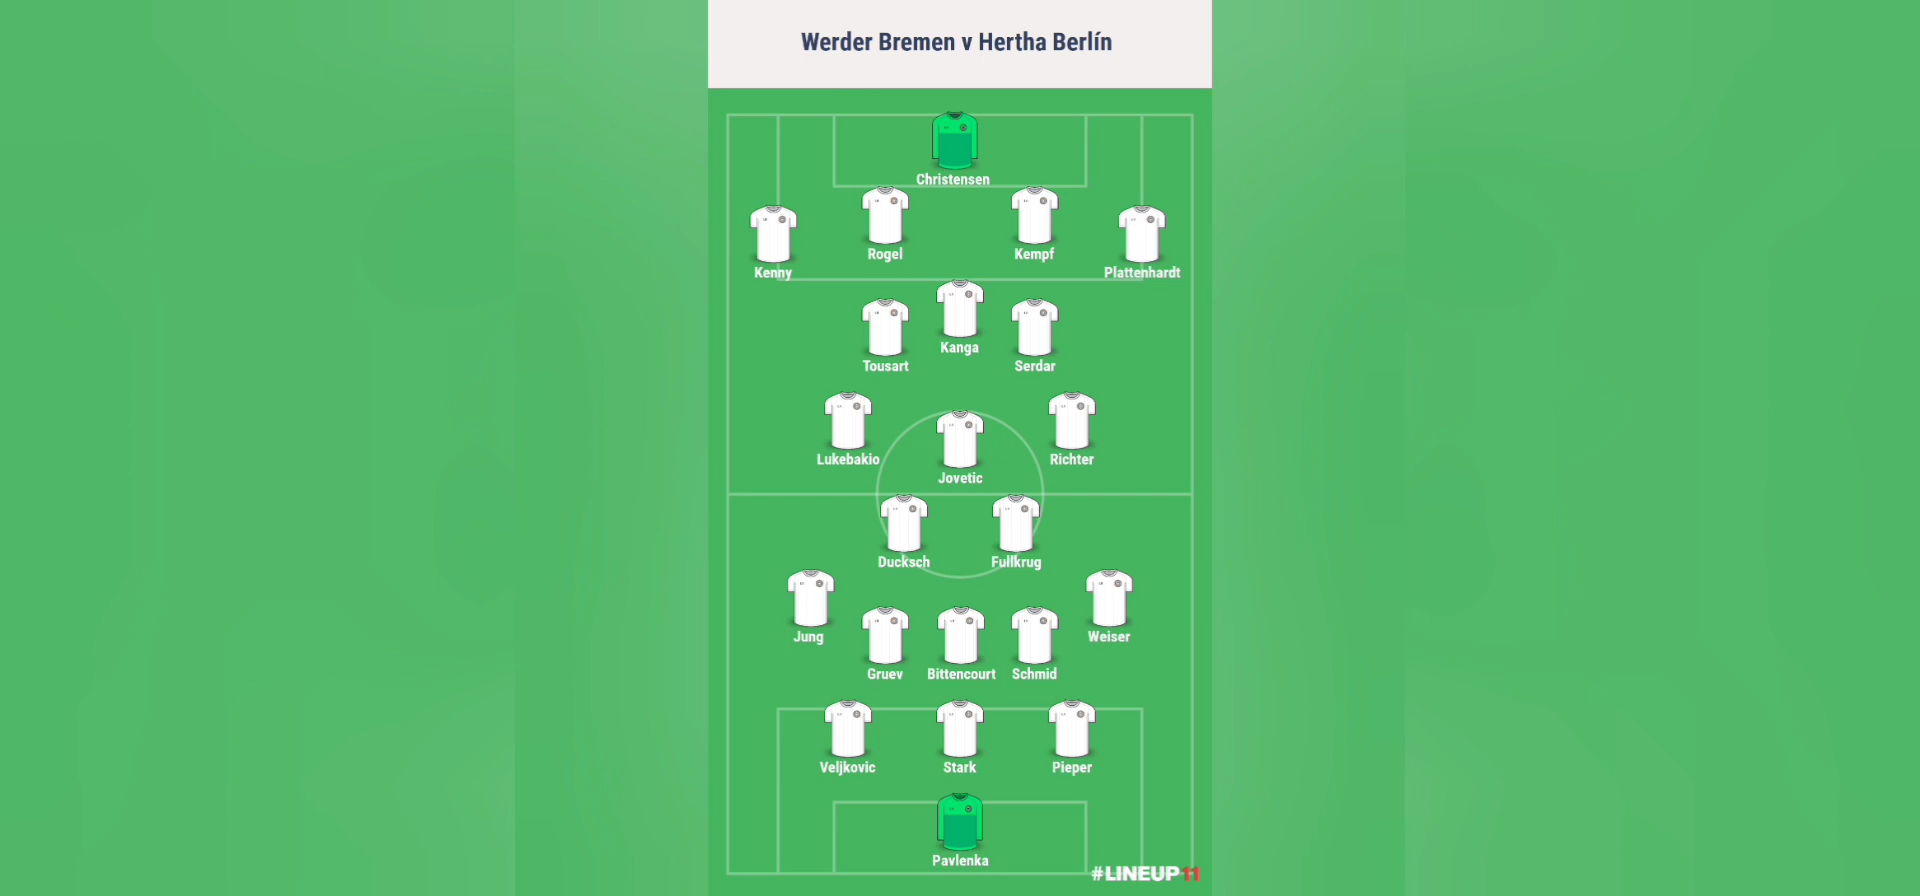 Werder Bremen v Hertha Berlín
Christensen
Rogel
Kempf
Kenny
Plattenhardt
Kanga
Tousart
Serdar
Lukebakio
Richter
Jovetic
Ducksch
Fullkrug
Jung
Weiser
Gruev
Bittencourt
Schmid
Veljkovic
Stark
Pieper
Pavlenka
#LINEUP11